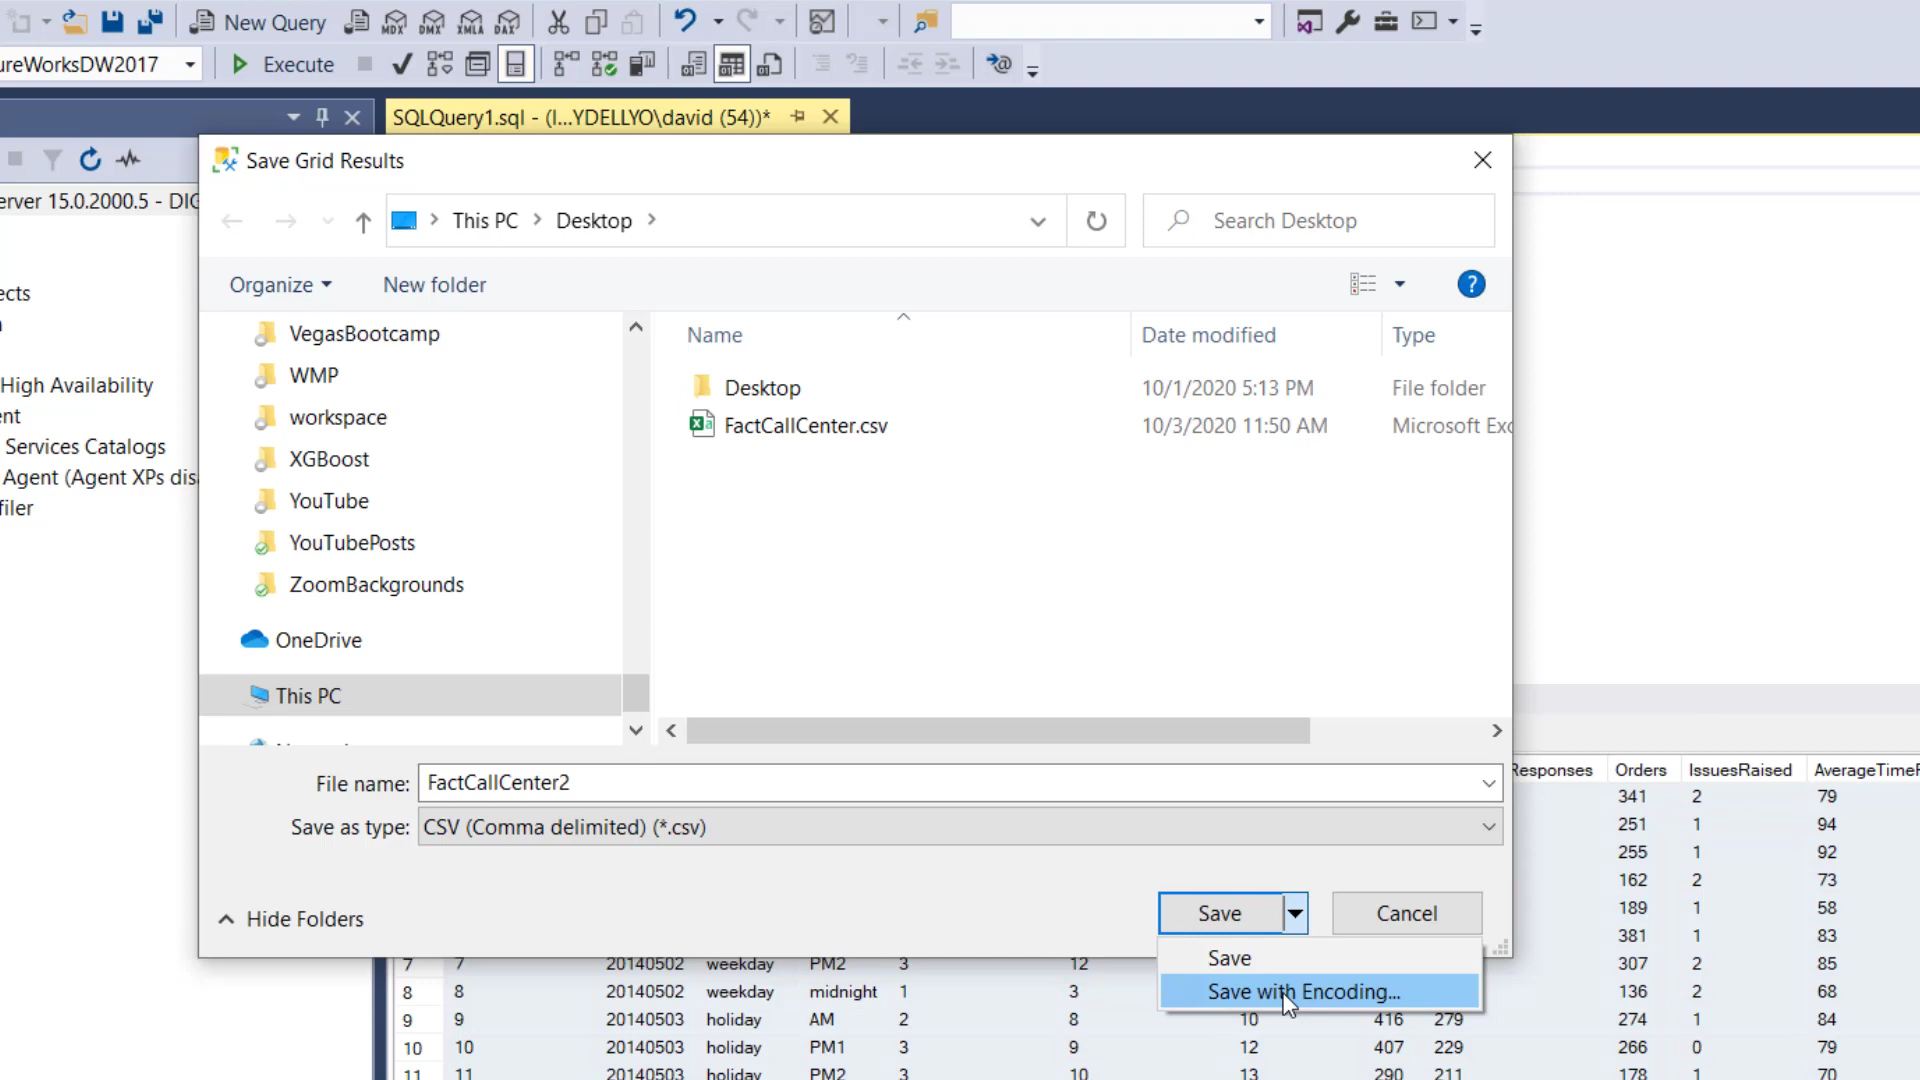 New Query MDX DMX XMLA DAX
ureWorksDW2017 Execute
SQLQuery1.sql - (l...YDELLYO\david (54))*
Save Grid Results
erver 15.0.2000.5 - DIG
This PC Desktop
Search Desktop
Organize New folder
ects
High Availability
ent
Services Catalogs
Agent (Agent XPs disa
filer
VegasBootcamp
WMP
workspace
XGBoost
YouTube
YouTubePosts
ZoomBackgrounds
OneDrive
This PC
Name Date modified Type
Desktop 10/1/2020 5:13 PM File folder
FactCallCenter.csv 10/3/2020 11:50 AM Microsoft Exc
File name: FactCallCenter2
Save as type: CSV (Comma delimited) (*.csv)
Hide Folders
Save Cancel
Save
Save with Encoding...
Responses Orders IssuesRaised AverageTimeP
341 2 79
251 1 94
255 1 92
162 2 73
189 1 58
381 1 83
7 7 20140502 weekday PM2 3 12 307 2 85
8 8 20140502 weekday midnight 1 3 136 2 68
9 9 20140503 holiday AM 2 8 10 416 279 274 1 84
10 10 20140503 holiday PM1 3 9 12 407 229 266 0 79
11 11 20140503 holiday PM2 3 10 13 290 211 178 1 70